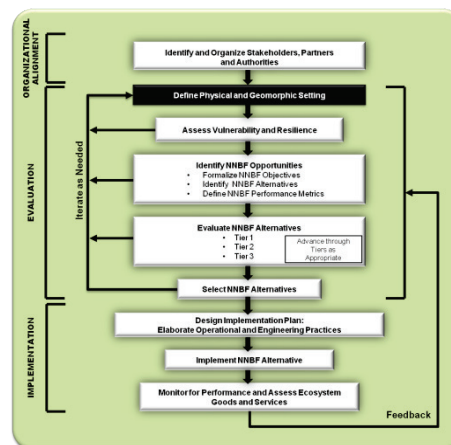 ORGANIZATIONAL
ALIGNMENT
Identify and Organize Stakeholders, Partners
and Authorities
EVALUATION
Iterate as Needed
Define Physical and Geomorphic Setting
Assess Vulnerability and Resilience
Identify NNBF Opportunities
• Formalize NNBF Objectives
• Identify NNBF Alternatives
• Define NNBF Performance Metrics
Evaluate NNBF Alternatives
• Tier 1
• Tier 2
• Tier 3
Advance through
Tiers as
Appropriate
Select NNBF Alternatives
IMPLEMENTATION
Design Implementation Plan:
Elaborate Operational and Engineering Practices
Implement NNBF Alternative
Monitor for Performance and Assess Ecosystem
Goods and Services
Feedback